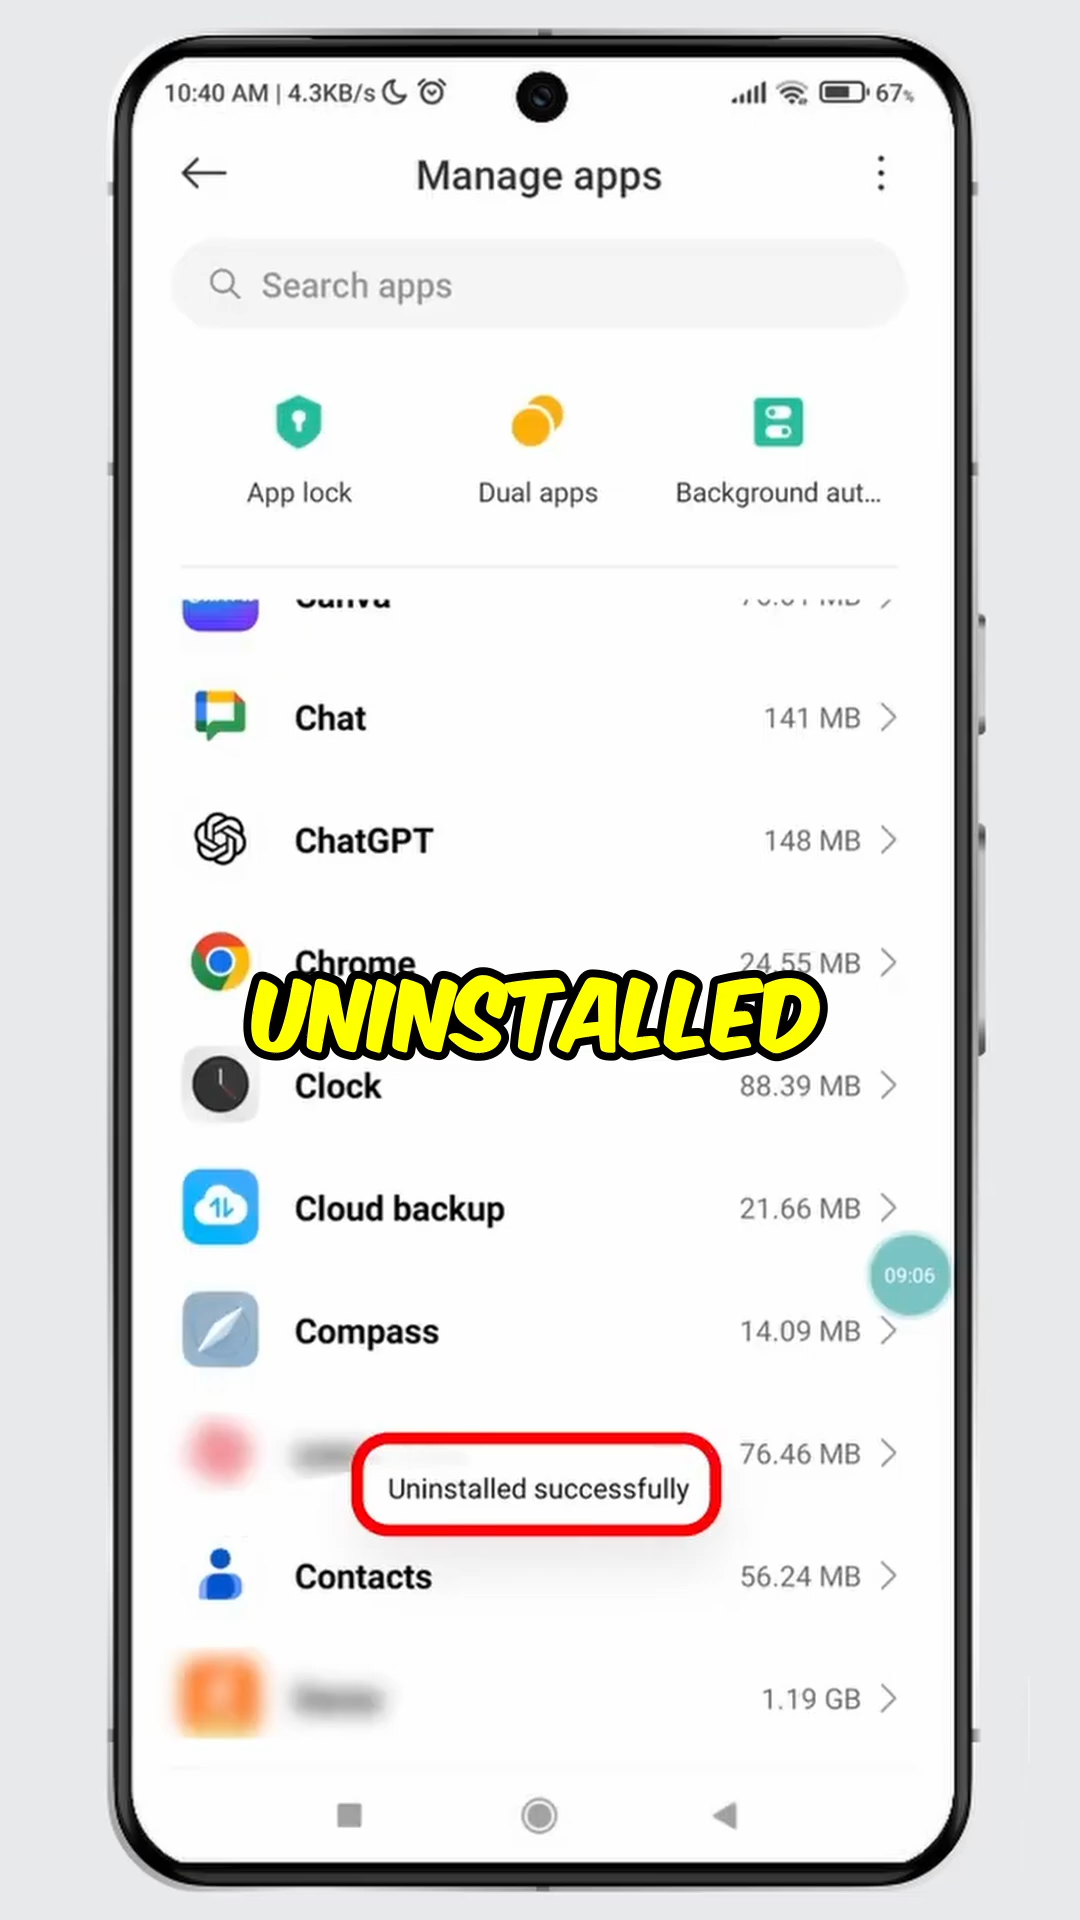 10:40 AM | 4.3KB/s 67%
Manage apps
Search apps
App lock Dual apps Background aut...
Canva
Chat 141 MB
ChatGPT 148 MB
Chrome 24.55 MB
UNINSTALLED
Clock 88.39 MB
Cloud backup 21.66 MB
09:06
Compass 14.09 MB
76.46 MB
Uninstalled successfully
Contacts 56.24 MB
1.19 GB